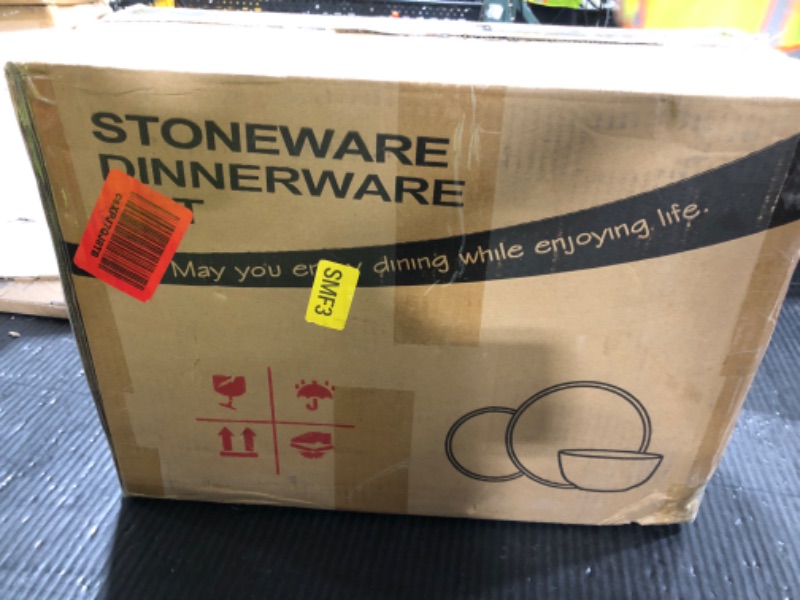 STONEWARE
DINNERWARE
T
May you en dining while enjoying life.
SMF3